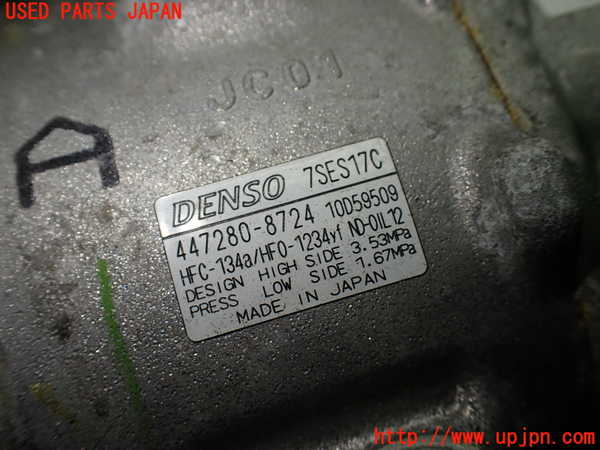 USED PARTS JAPAN
JC01
A
DENSO 7SES17C
447280-8724 10D59509
HFC-134a/HFO-1234yf ND-OIL12
DESIGN HIGH SIDE 3.53MPa
PRESS LOW SIDE 1.67MPa
MADE IN JAPAN
http://www.upjpn.com/